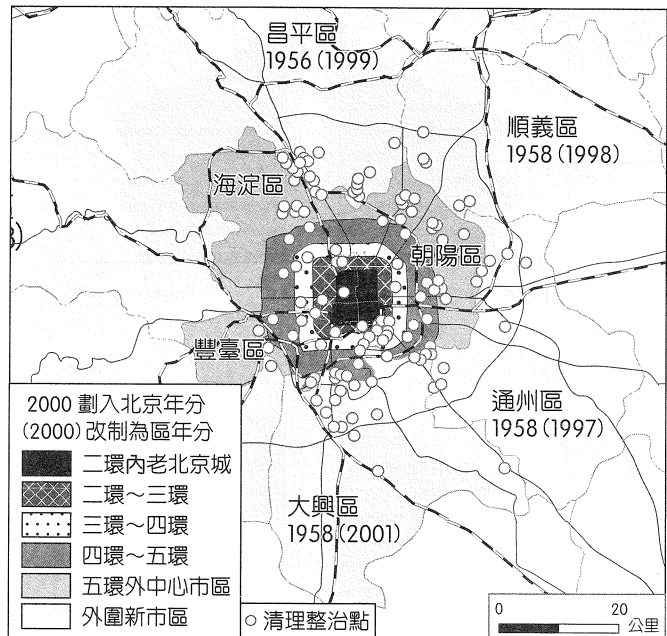 昌平區
1956 (1999)
順義區
1958 (1998)
海淀區
朝陽區
豐臺區
通州區
1958 (1997)
大興區
1958 (2001)
2000 劃入北京年分
(2000) 改制為區年分
二環內老北京城
二環～三環
三環～四環
四環～五環
五環外中心市區
外圍新市區
清理整治點
0 20
公里